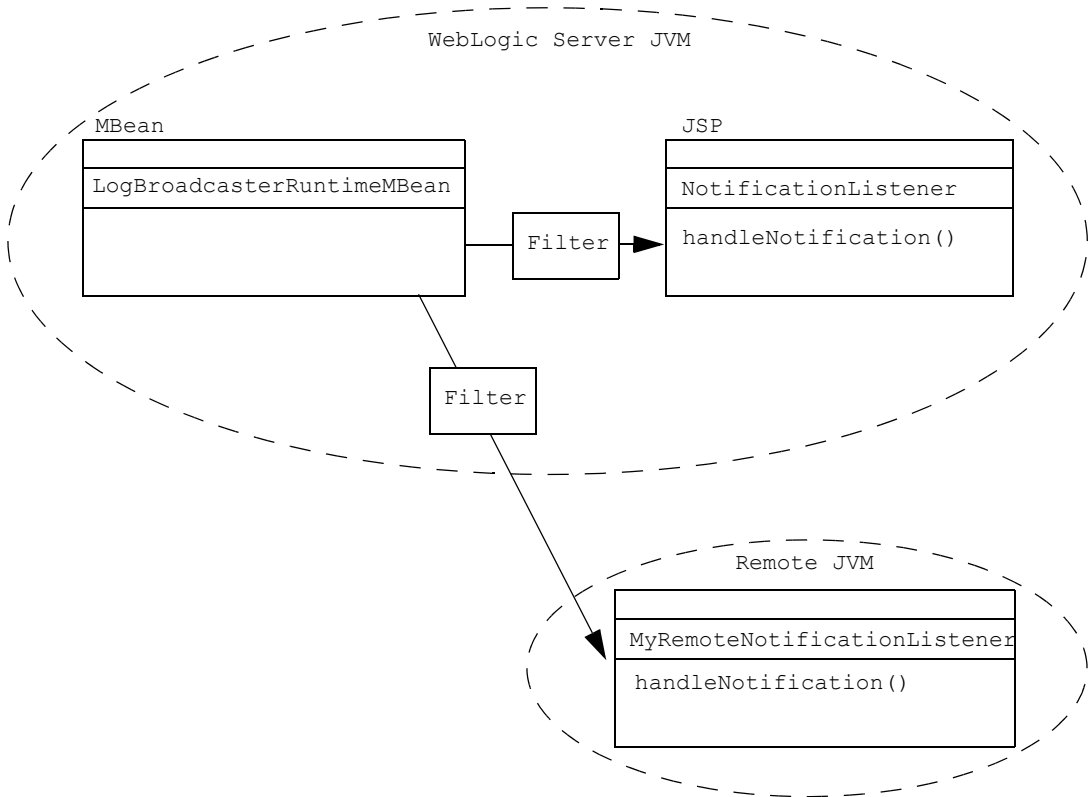 WebLogic Server JVM
MBean
LogBroadcasterRuntimeMBean
Filter
JSP
NotificationListener
handleNotification()
Filter
Remote JVM
MyRemoteNotificationListener
handleNotification()